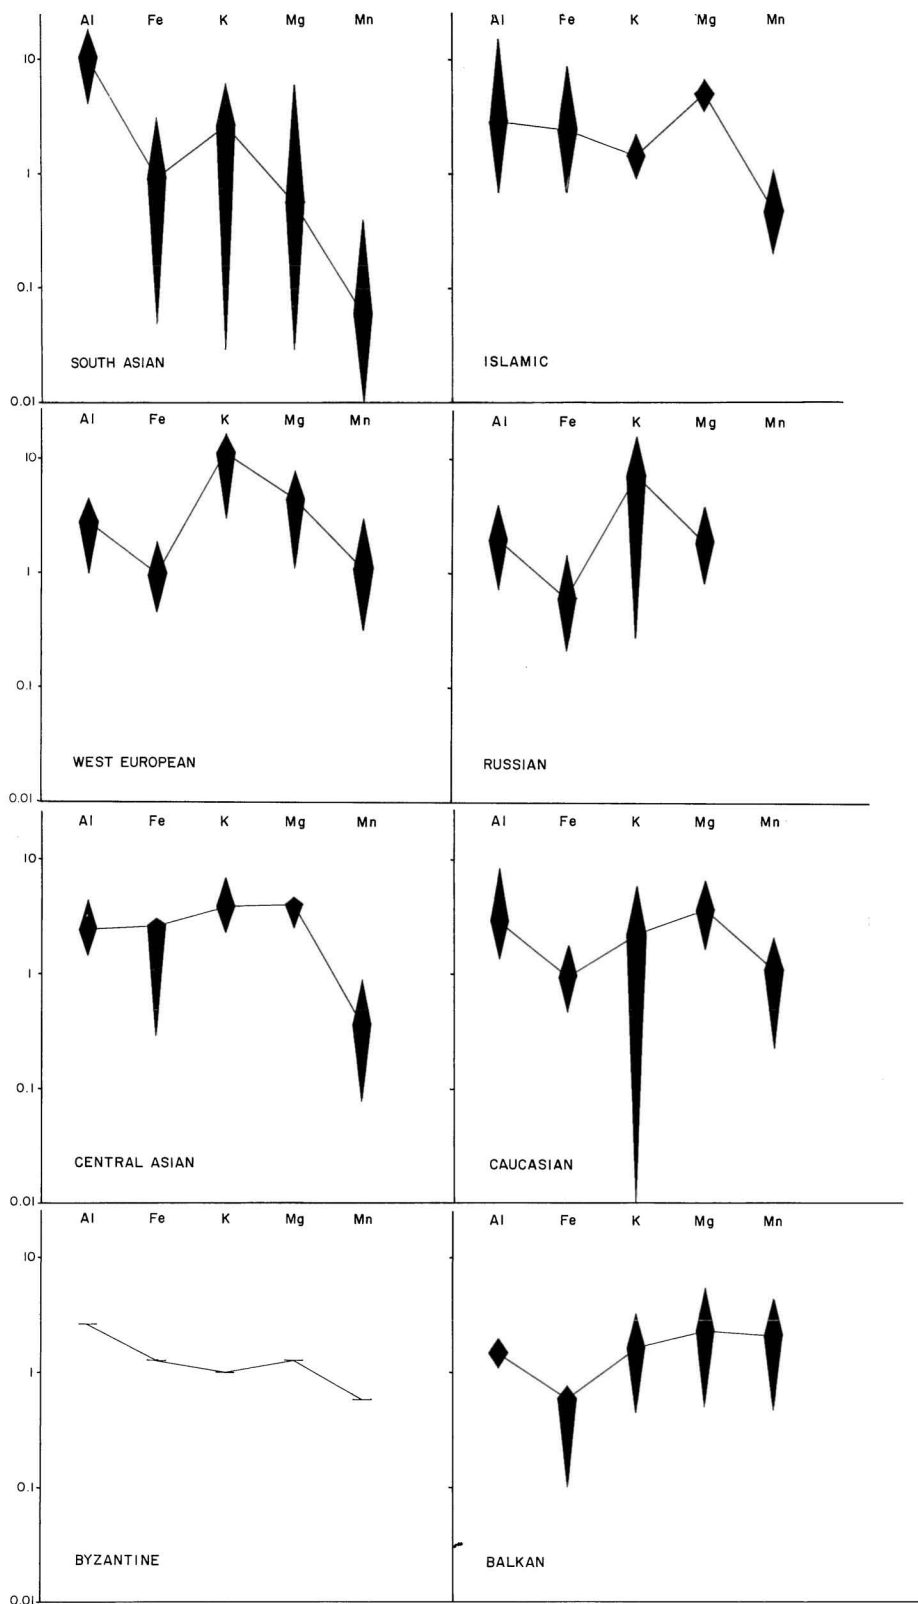 Al Fe K Mg Mn
10
1
0.1
SOUTH ASIAN
0.01
Al Fe K Mg Mn
ISLAMIC
Al Fe K Mg Mn
10
1
0.1
WEST EUROPEAN
0.01
Al Fe K Mg Mn
RUSSIAN
Al Fe K Mg Mn
10
1
0.1
CENTRAL ASIAN
0.01
Al Fe K Mg Mn
CAUCASIAN
Al Fe K Mg Mn
10
1
0.1
BYZANTINE
0.01
Al Fe K Mg Mn
BALKAN